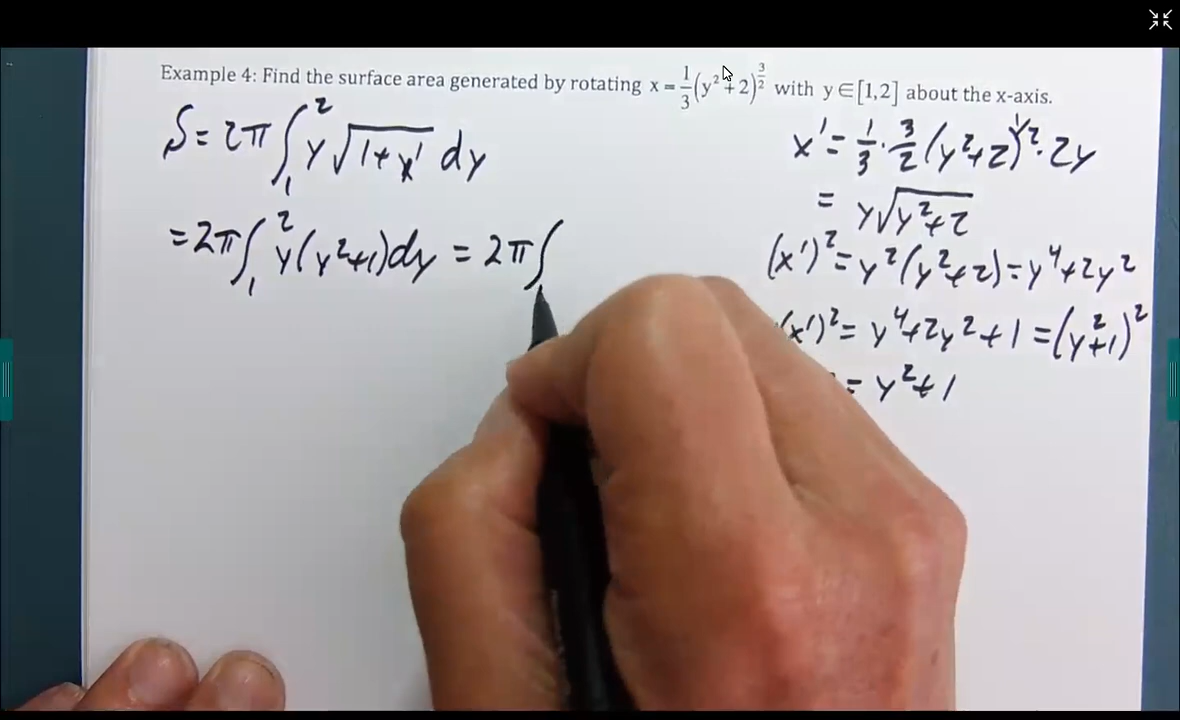 Example 4: Find the surface area generated by rotating x = 1/3(y² + 2)^(3/2) with y ∈ [1,2] about the x-axis.
S = 2π ∫₁² y √(1 + x') dy
= 2π ∫₁² y(y²+1)dy = 2π ∫
x' = 1/3 · 3/2 (y²+2)^(1/2) · 2y
= y√(y²+2)
(x')² = y²(y²+2) = y⁴+2y²
(x')² = y⁴+2y²+1 = (y²+1)²
= y²+1